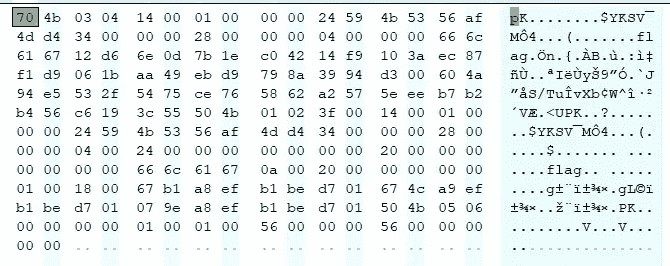 70 4b 03 04 14 00 01 00 00 00 24 59 4b 53 56 af pK........$YKSV¯
4d d4 34 00 00 00 28 00 00 00 04 00 00 00 66 6c MÔ4...(.......fl
61 67 12 d6 6e 0d 7b 1e c0 42 14 f9 10 3a ec 87 ag.Ön.{.ÀB.ù.:ì‡
f1 d9 06 1b aa 49 eb d9 79 8a 39 94 d3 00 60 4a ñÙ..ªIëÙyŠ9”Ó.`J
94 e5 53 2f 54 75 ce 76 58 62 a2 57 5e ee b7 b2 ”åS/TuÎvXb¢W^î·²
b4 56 c6 19 3c 55 50 4b 01 02 3f 00 14 00 01 00 ´VÆ.<UPK..?.....
00 00 24 59 4b 53 56 af 4d d4 34 00 00 00 28 00 ..$YKSV¯MÔ4...(.
00 00 04 00 24 00 00 00 00 00 00 00 20 00 00 00 ....$....... ...
00 00 00 00 66 6c 61 67 0a 00 20 00 00 00 00 00 ....flag.. .....
01 00 18 00 67 b1 a8 ef b1 be d7 01 67 4c a9 ef ....g±¨ï±¾×.gL©ï
b1 be d7 01 07 9e a8 ef b1 be d7 01 50 4b 05 06 ±¾×..ž¨ï±¾×.PK..
00 00 00 00 01 00 01 00 56 00 00 00 56 00 00 00 ........V...V...
00 00 .. .. .. .. .. .. .. .. .. .. .. .. .. .. ................